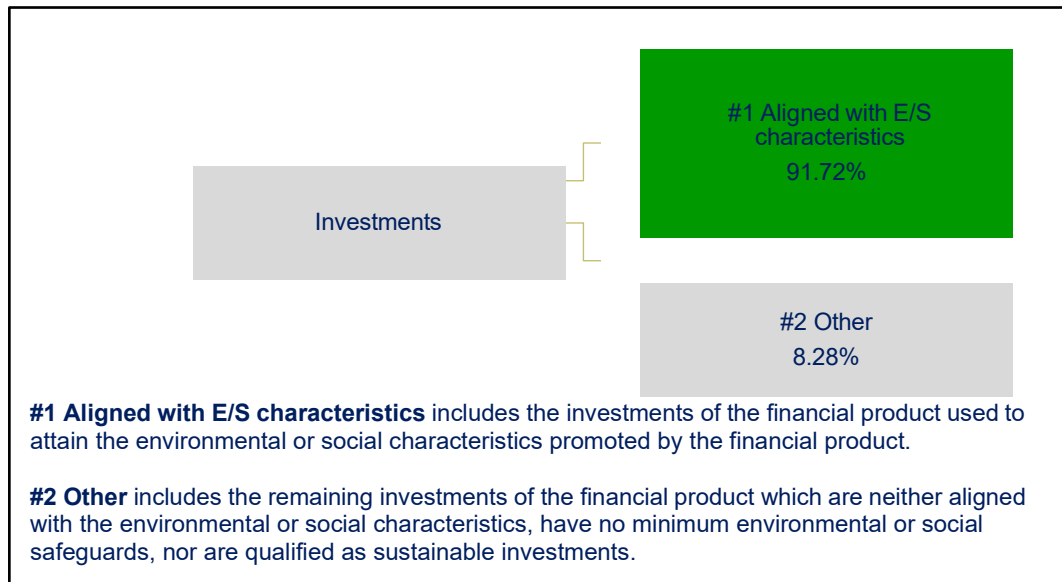 #1 Aligned with E/S
characteristics
91.72%
Investments
#2 Other
8.28%
#1 Aligned with E/S characteristics includes the investments of the financial product used to
attain the environmental or social characteristics promoted by the financial product.
#2 Other includes the remaining investments of the financial product which are neither aligned
with the environmental or social characteristics, have no minimum environmental or social
safeguards, nor are qualified as sustainable investments.